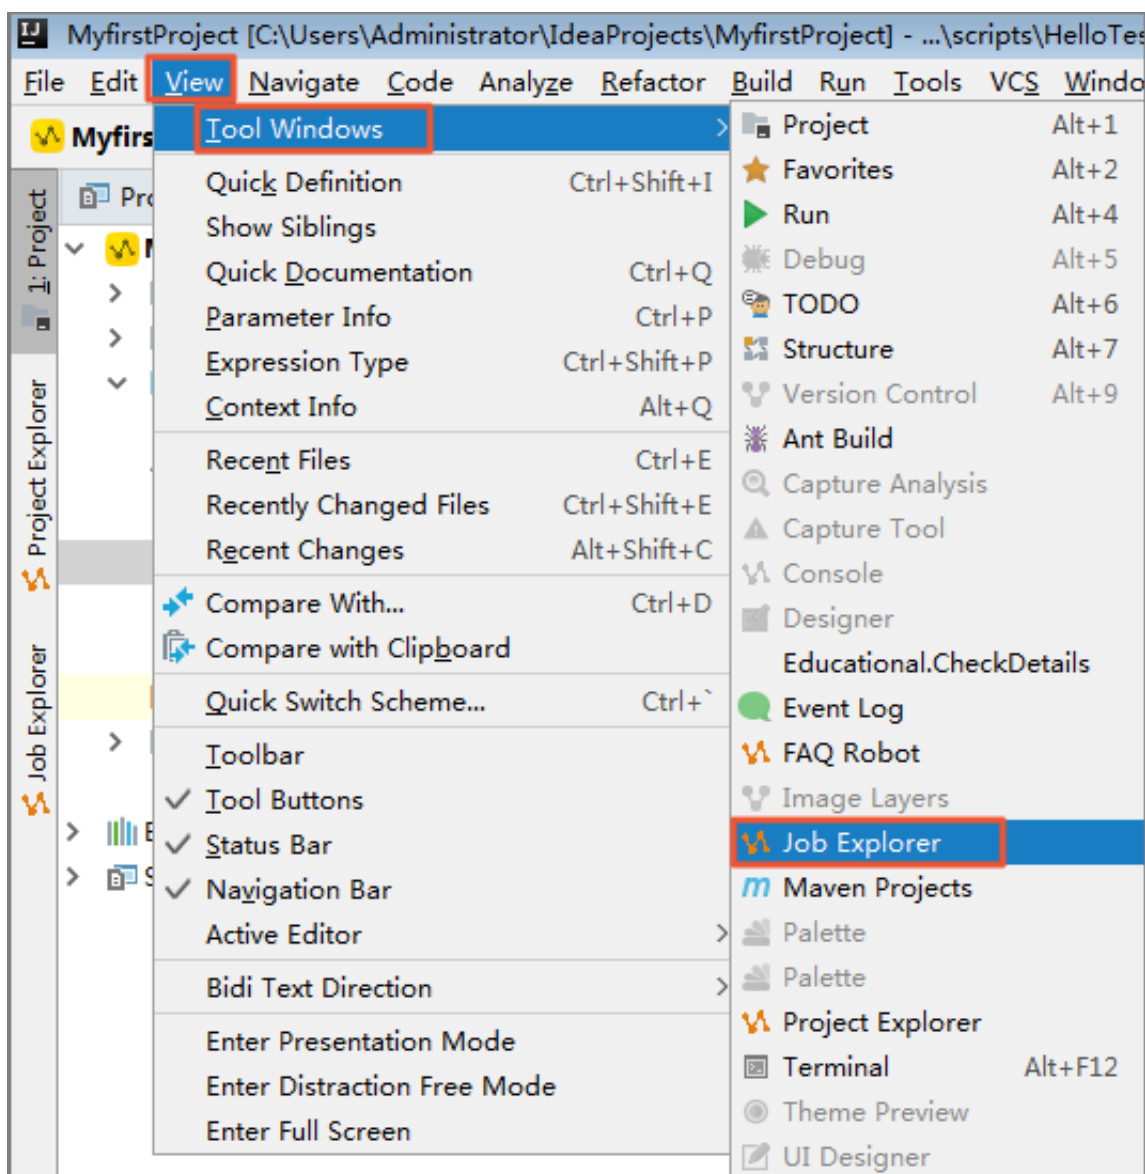 MyfirstProject [C:\Users\Administrator\IdeaProjects\MyfirstProject] - ...\scripts\HelloTes
File Edit View Navigate Code Analyze Refactor Build Run Tools VCS Windo
Myfirs
1: Project
Project Explorer
Job Explorer
Pro
Tool Windows
Quick Definition Ctrl+Shift+I
Show Siblings
Quick Documentation Ctrl+Q
Parameter Info Ctrl+P
Expression Type Ctrl+Shift+P
Context Info Alt+Q
Recent Files Ctrl+E
Recently Changed Files Ctrl+Shift+E
Recent Changes Alt+Shift+C
Compare With... Ctrl+D
Compare with Clipboard
Quick Switch Scheme... Ctrl+`
Toolbar
Tool Buttons
Status Bar
Navigation Bar
Active Editor
Bidi Text Direction
Enter Presentation Mode
Enter Distraction Free Mode
Enter Full Screen
Project Alt+1
Favorites Alt+2
Run Alt+4
Debug Alt+5
TODO Alt+6
Structure Alt+7
Version Control Alt+9
Ant Build
Capture Analysis
Capture Tool
Console
Designer
Educational.CheckDetails
Event Log
FAQ Robot
Image Layers
Job Explorer
Maven Projects
Palette
Palette
Project Explorer
Terminal Alt+F12
Theme Preview
UI Designer